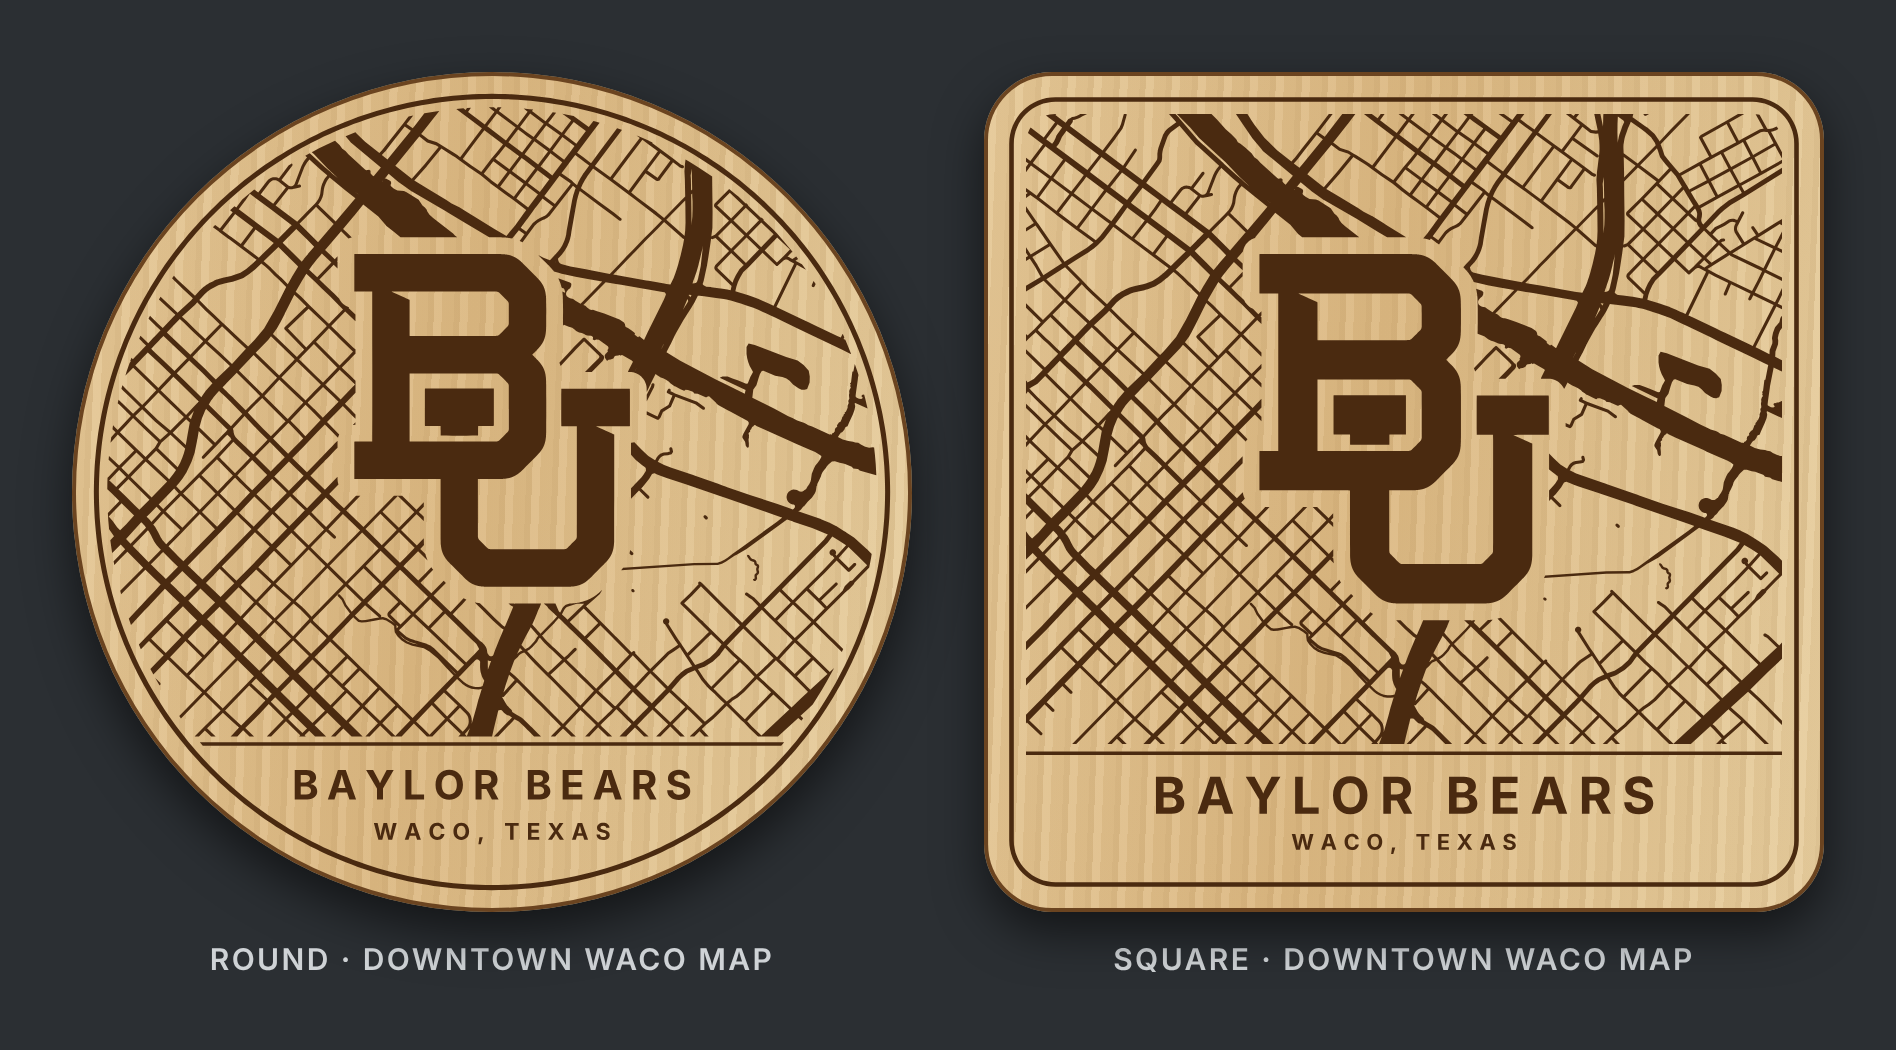 BU
BAYLOR BEARS
WACO, TEXAS
ROUND · DOWNTOWN WACO MAP
BU
BAYLOR BEARS
WACO, TEXAS
SQUARE · DOWNTOWN WACO MAP